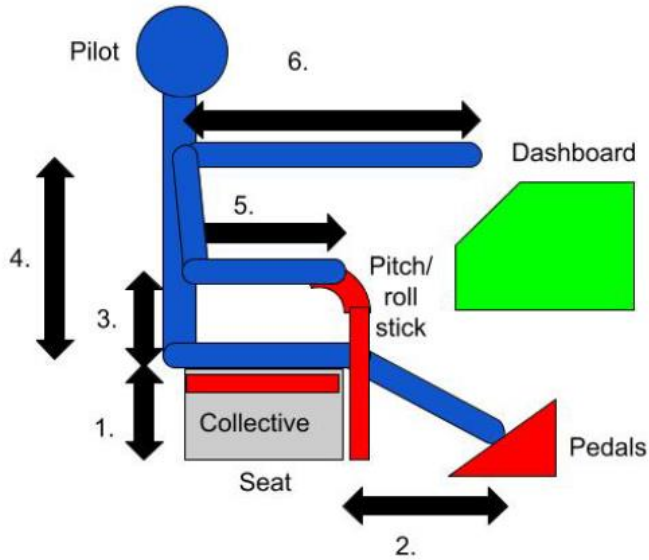 Pilot
6.
Dashboard
5.
4.
Pitch/
roll
stick
3.
1.
Collective
Pedals
Seat
2.